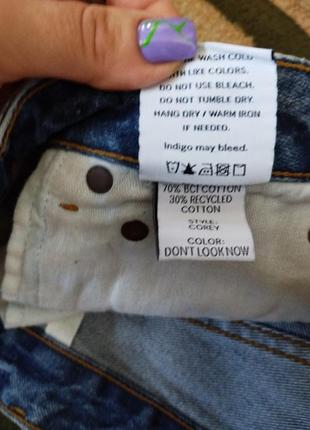 WASH COLD
WITH LIKE COLORS.
DO NOT USE BLEACH.
DO NOT TUMBLE DRY.
HANG DRY / WARM IRON
IF NEEDED.
Indigo may bleed.
70% BCI COTTON
30% RECYCLED
COTTON
STYLE:
COREY
COLOR:
DON'T LOOK NOW